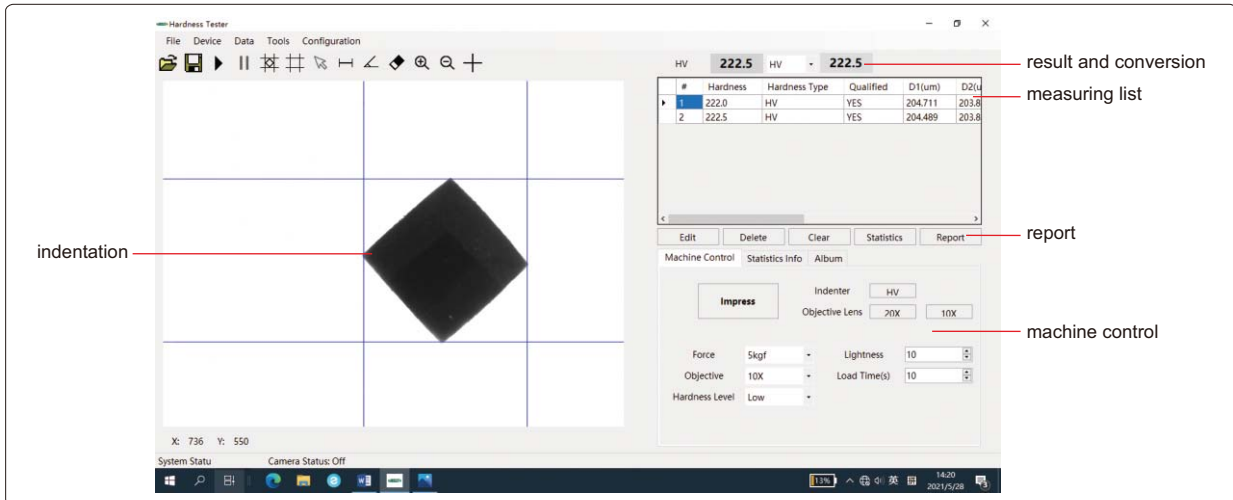 Hardness Tester
File Device Data Tools Configuration
HV 222.5 HV 222.5
result and conversion
# Hardness Hardness Type Qualified D1(um) D2(u
measuring list
1 222.0 HV YES 204.711 203.8
2 222.5 HV YES 204.489 203.8
indentation
Edit Delete Clear Statistics Report
report
Machine Control Statistics Info Album
Impress
Indenter HV
Objective Lens 20X 10X
machine control
Force 5kgf Lightness 10
Objective 10X Load Time(s) 10
Hardness Level Low
X: 736 Y: 550
System Statu Camera Status: Off
13% 英 14:20
2021/5/28 3